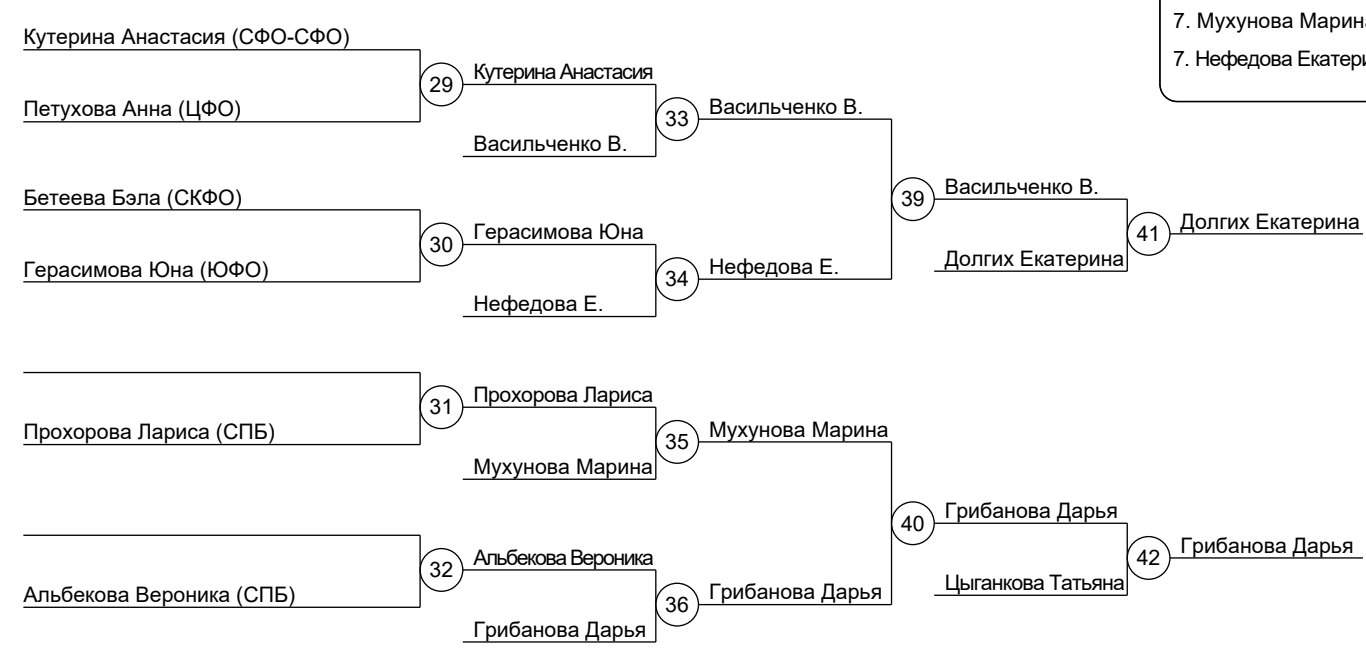 7. Мухунова Марина
7. Нефедова Екатери
Кутерина Анастасия (СФО-СФО)
29
Кутерина Анастасия
Петухова Анна (ЦФО)
33
Васильченко В.
Васильченко В.
Бетеева Бэла (СКФО)
39
Васильченко В.
30
Герасимова Юна
41
Долгих Екатерина
Герасимова Юна (ЮФО)
34
Нефедова Е.
Долгих Екатерина
Нефедова Е.
31
Прохорова Лариса
Прохорова Лариса (СПБ)
35
Мухунова Марина
Мухунова Марина
40
Грибанова Дарья
32
Альбекова Вероника
42
Грибанова Дарья
Альбекова Вероника (СПБ)
36
Грибанова Дарья
Цыганкова Татьяна
Грибанова Дарья